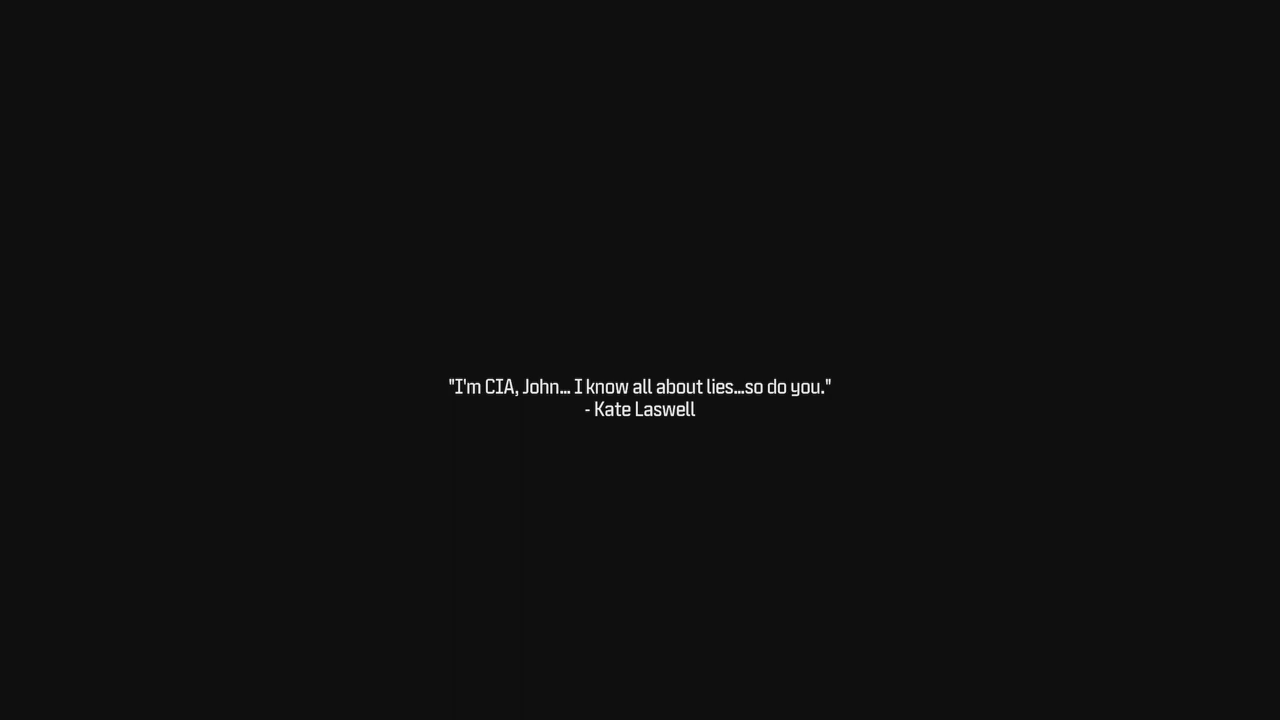 "I'm CIA, John... I know all about lies...so do you."
- Kate Laswell